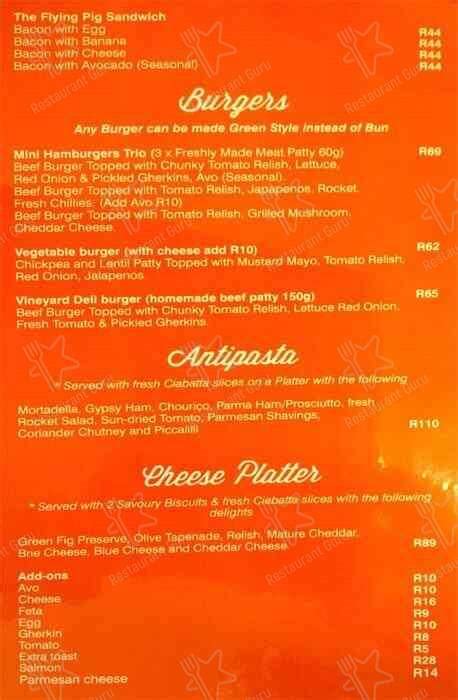 The Flying Pig Sandwich
Bacon with Egg R44
Bacon with Banana R44
Bacon with Cheese R44
Bacon with Avocado (Seasonal) R44
Burgers
Any Burger can be made Green Style instead of Bun
Mini Hamburgers Trio (3 x Freshly Made Meat Patty 60g) R69
Beef Burger Topped with Chunky Tomato Relish, Lettuce,
Red Onion & Pickled Gherkins, Avo (Seasonal).
Beef Burger Topped with Tomato Relish, Japapenos, Rocket.
Fresh Chillies. (Add Avo R10)
Beef Burger Topped with Tomato Relish, Grilled Mushroom,
Cheddar Cheese.
Vegetable burger (with cheese add R10) R62
Chickpea and Lentil Patty Topped with Mustard Mayo, Tomato Relish,
Red Onion, Jalapenos
Vineyard Deli burger (homemade beef patty 150g) R65
Beef Burger Topped with Chunky Tomato Relish, Lettuce Red Onion,
Fresh Tomato & Pickled Gherkins.
Antipasta
* Served with fresh Ciabatta slices on a Platter with the following
Mortadella, Gypsy Ham, Chouriço, Parma Ham/Prosciutto, fresh
Rocket Salad, Sun-dried Tomato, Parmesan Shavings,
Coriander Chutney and Piccalilli R110
Cheese Platter
* Served with 2 Savoury Biscuits & fresh Ciabatta slices with the following
delights
Green Fig Preserve, Olive Tapenade, Relish, Mature Cheddar,
Brie Cheese, Blue Cheese and Cheddar Cheese R89
Add-ons
Avo R10
Cheese R10
Feta R16
Egg R9
Gherkin R10
Tomato R8
Extra toast R5
Salmon R28
Parmesan cheese R14
Restaurant Guru